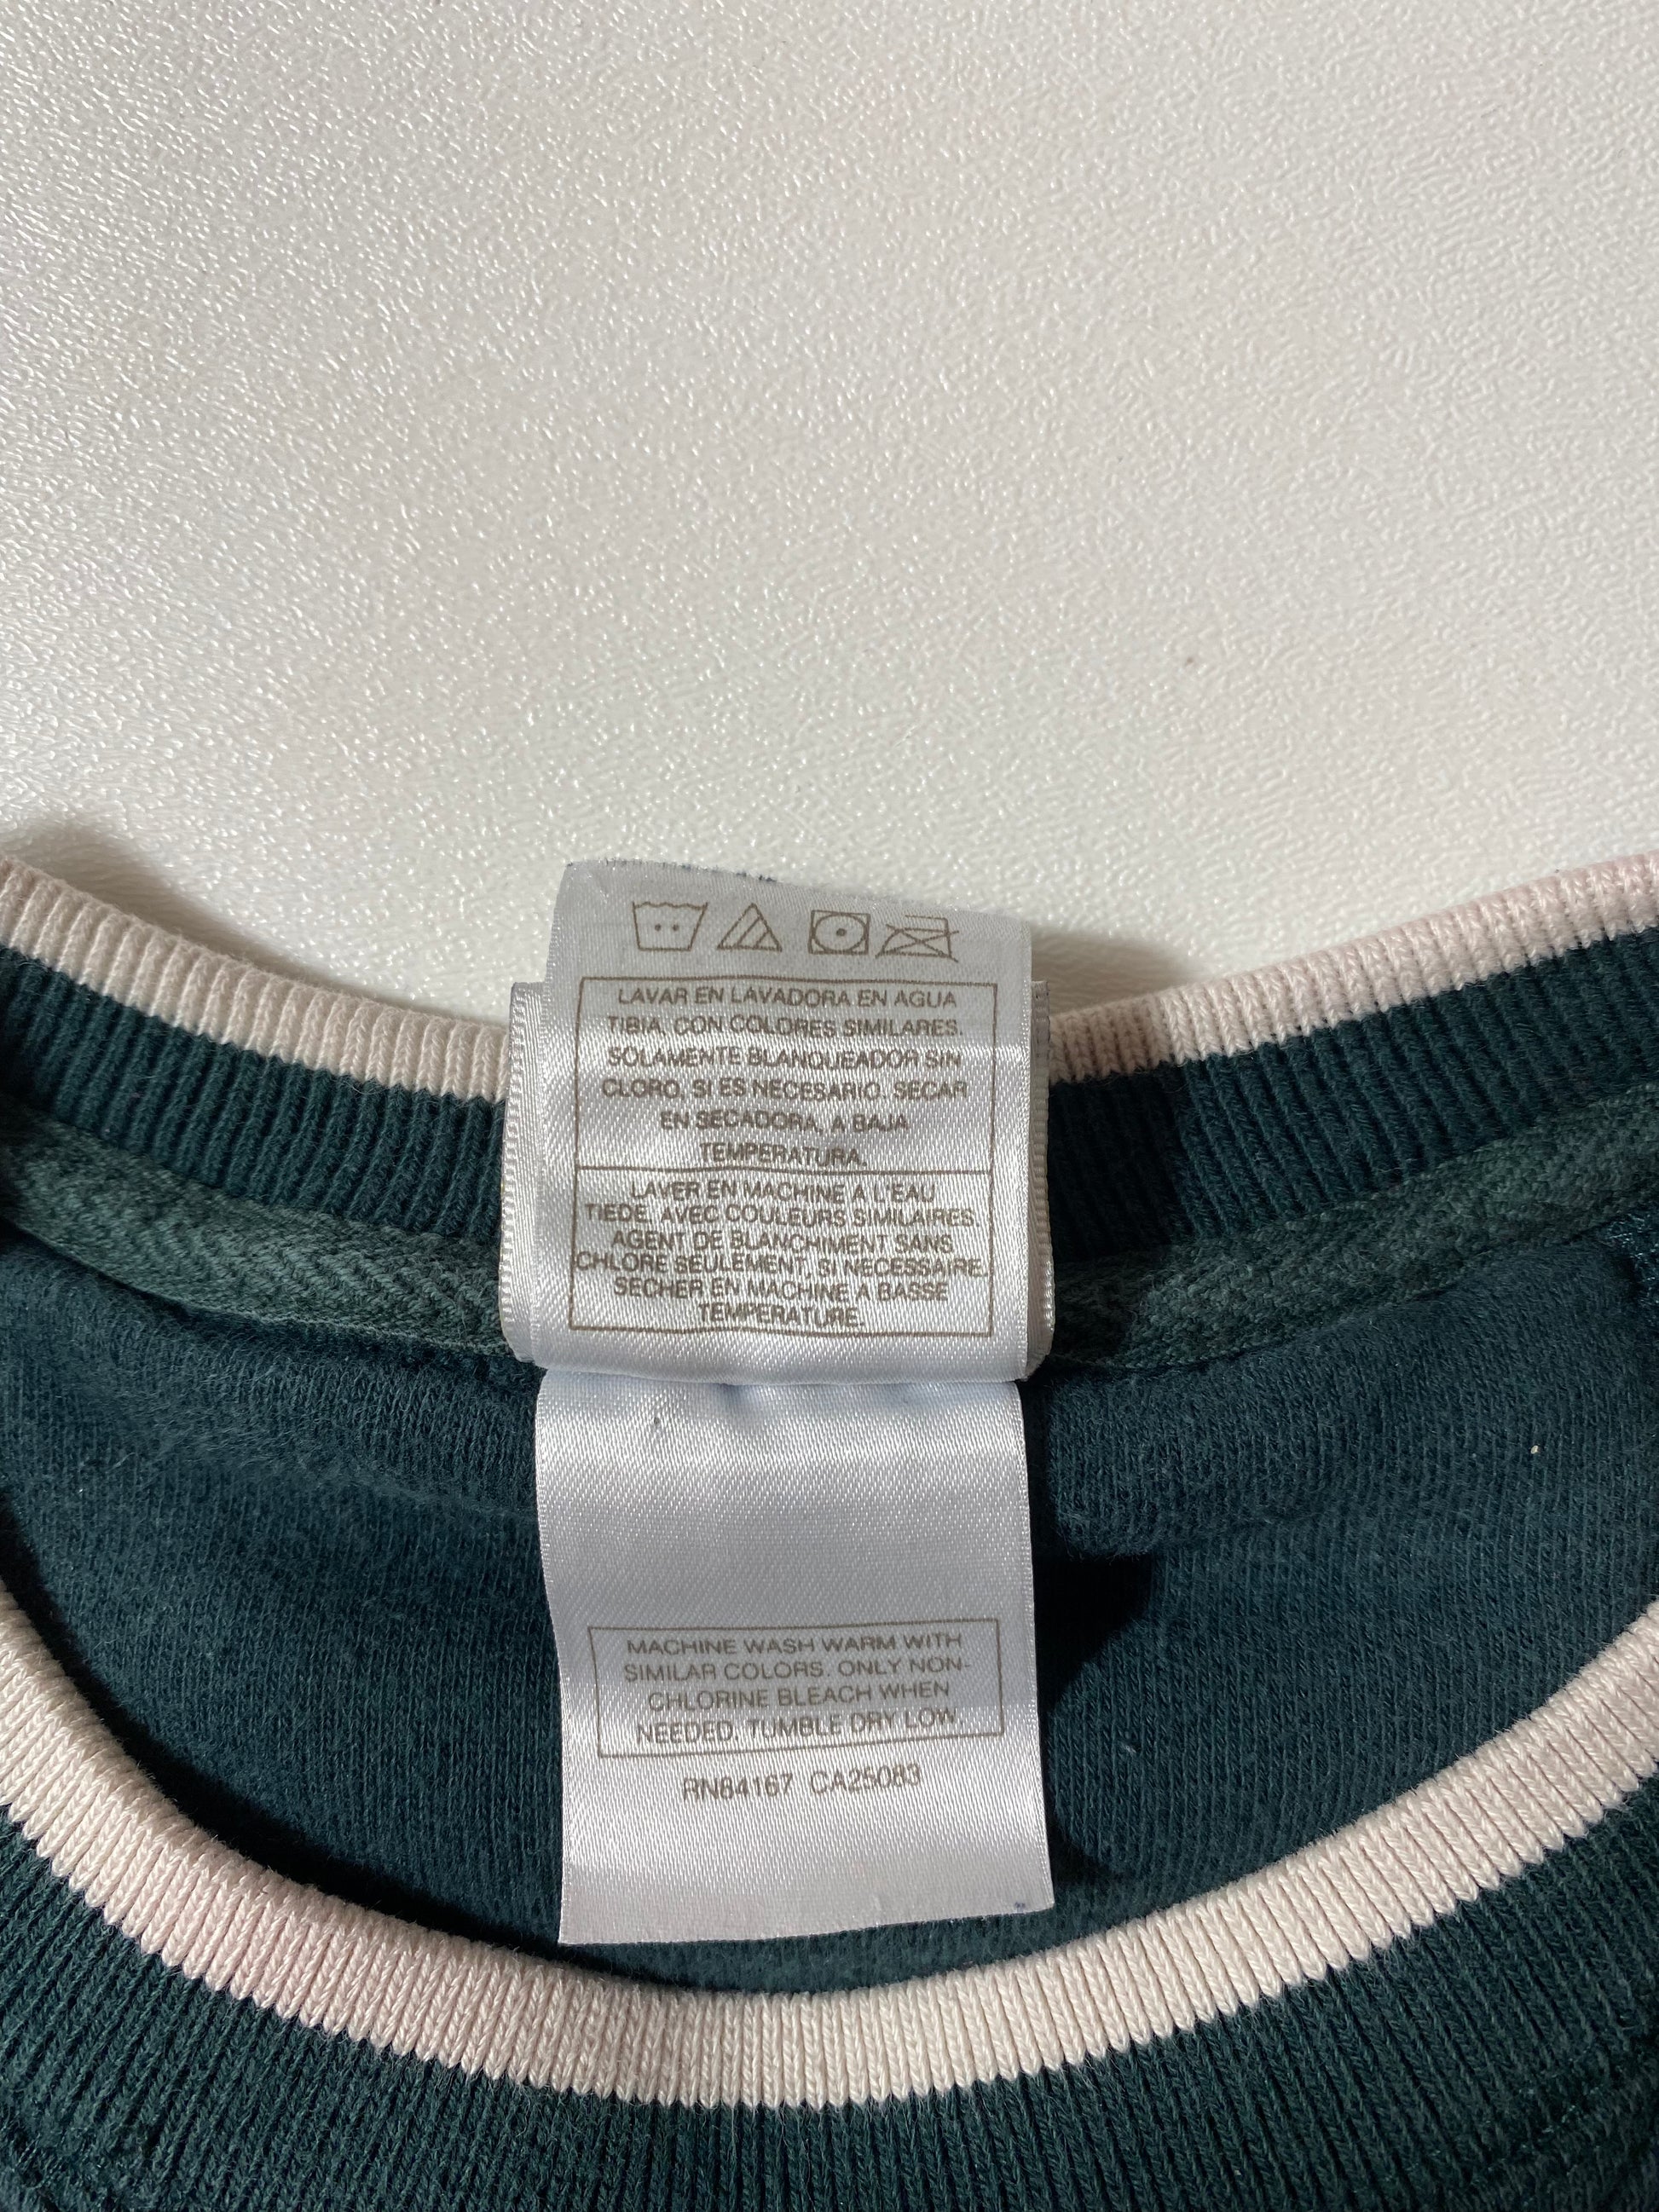 LAVAR EN LAVADORA EN AGUA
TIBIA, CON COLORES SIMILARES.
SOLAMENTE BLANQUEADOR SIN
CLORO, SI ES NECESARIO. SECAR
EN SECADORA, A BAJA
TEMPERATURA.
LAVER EN MACHINE A L'EAU
TIEDE, AVEC COULEURS SIMILAIRES.
AGENT DE BLANCHIMENT SANS
CHLORE SEULEMENT, SI NECESSAIRE.
SECHER EN MACHINE A BASSE
TEMPERATURE.
MACHINE WASH WARM WITH
SIMILAR COLORS. ONLY NON-
CHLORINE BLEACH WHEN
NEEDED. TUMBLE DRY LOW.
RN84167 CA25083